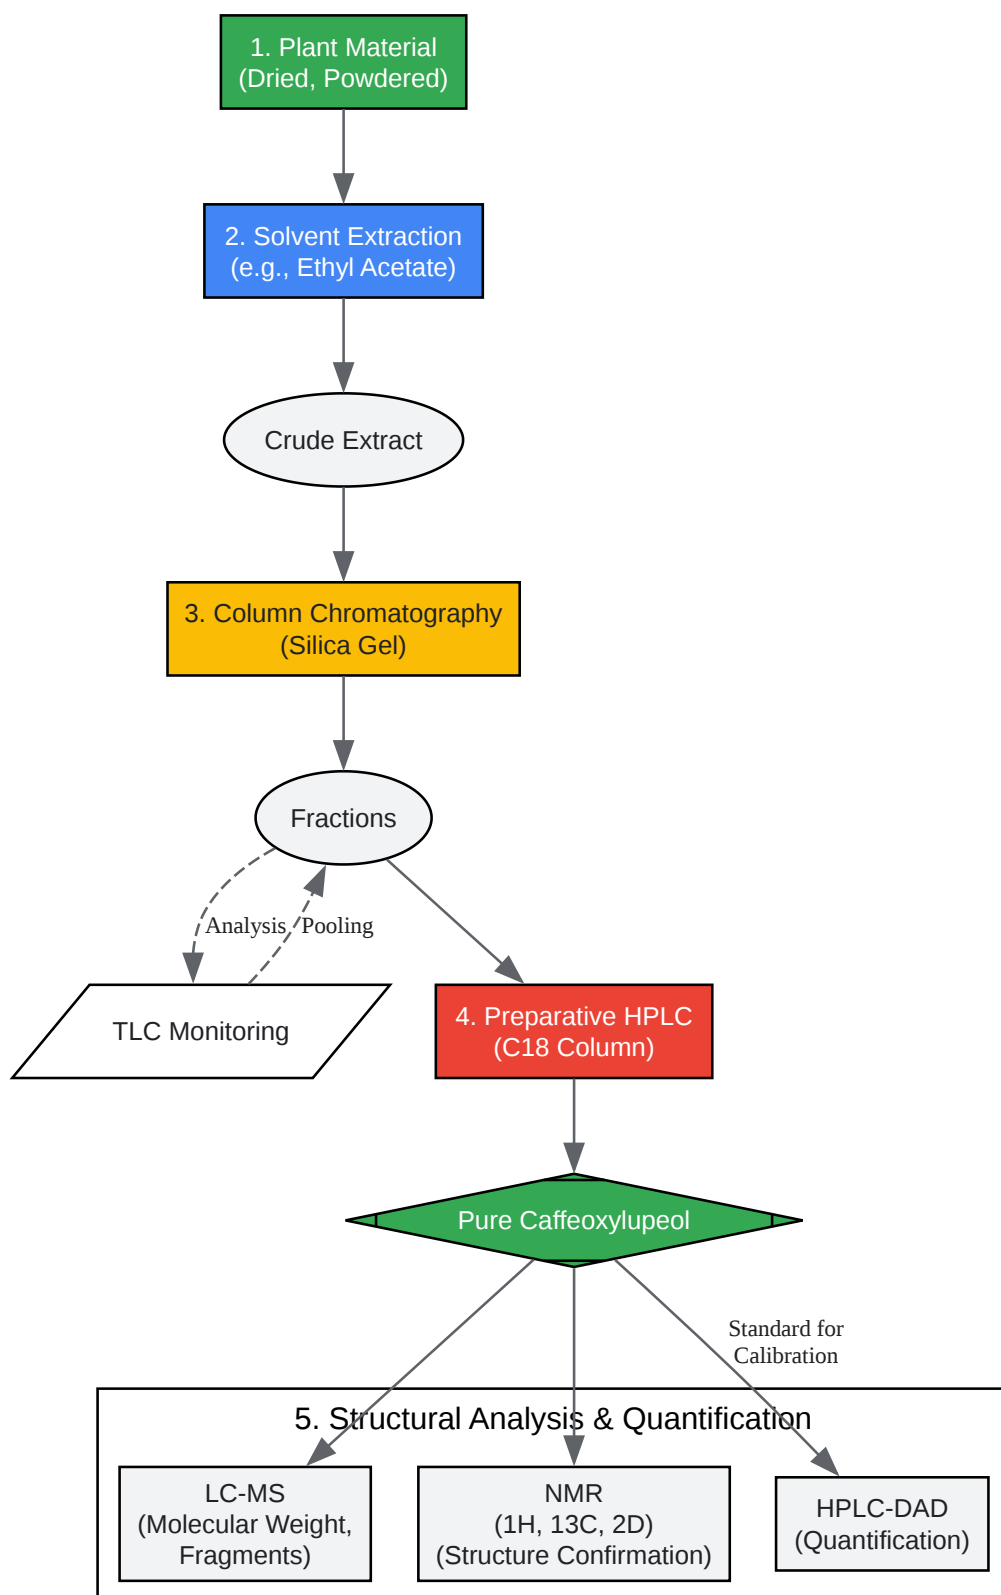 1. Plant Material
(Dried, Powdered)
2. Solvent Extraction
(e.g., Ethyl Acetate)
Crude Extract
3. Column Chromatography
(Silica Gel)
Fractions
Analysis
Pooling
TLC Monitoring
4. Preparative HPLC
(C18 Column)
Pure Caffeoxylupeol
Standard for
Calibration
5. Structural Analysis & Quantification
LC-MS
(Molecular Weight,
Fragments)
NMR
(1H, 13C, 2D)
(Structure Confirmation)
HPLC-DAD
(Quantification)